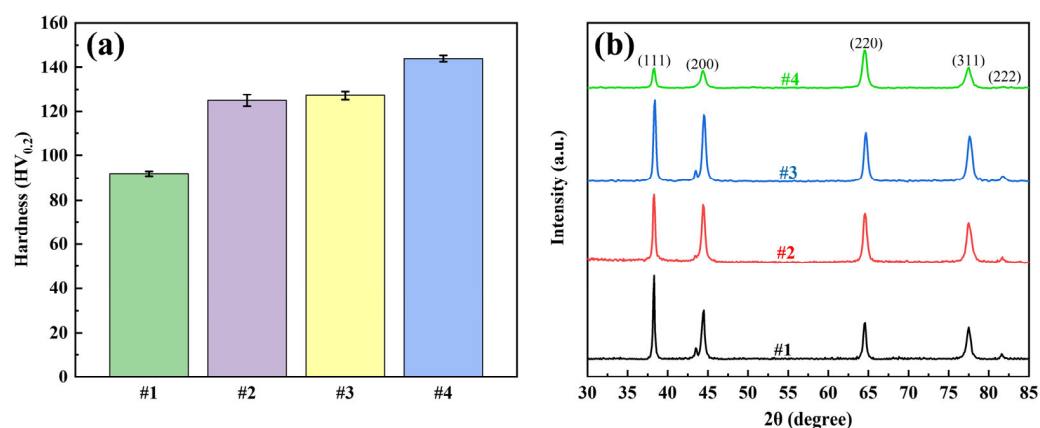 (a)
Hardness (HV0.2)
160
140
120
100
80
60
40
20
0
#1 #2 #3 #4
(b)
Intensity (a.u.)
(111) (200) (220) (311) (222)
#4
#3
#2
#1
30 35 40 45 50 55 60 65 70 75 80 85
2θ (degree)